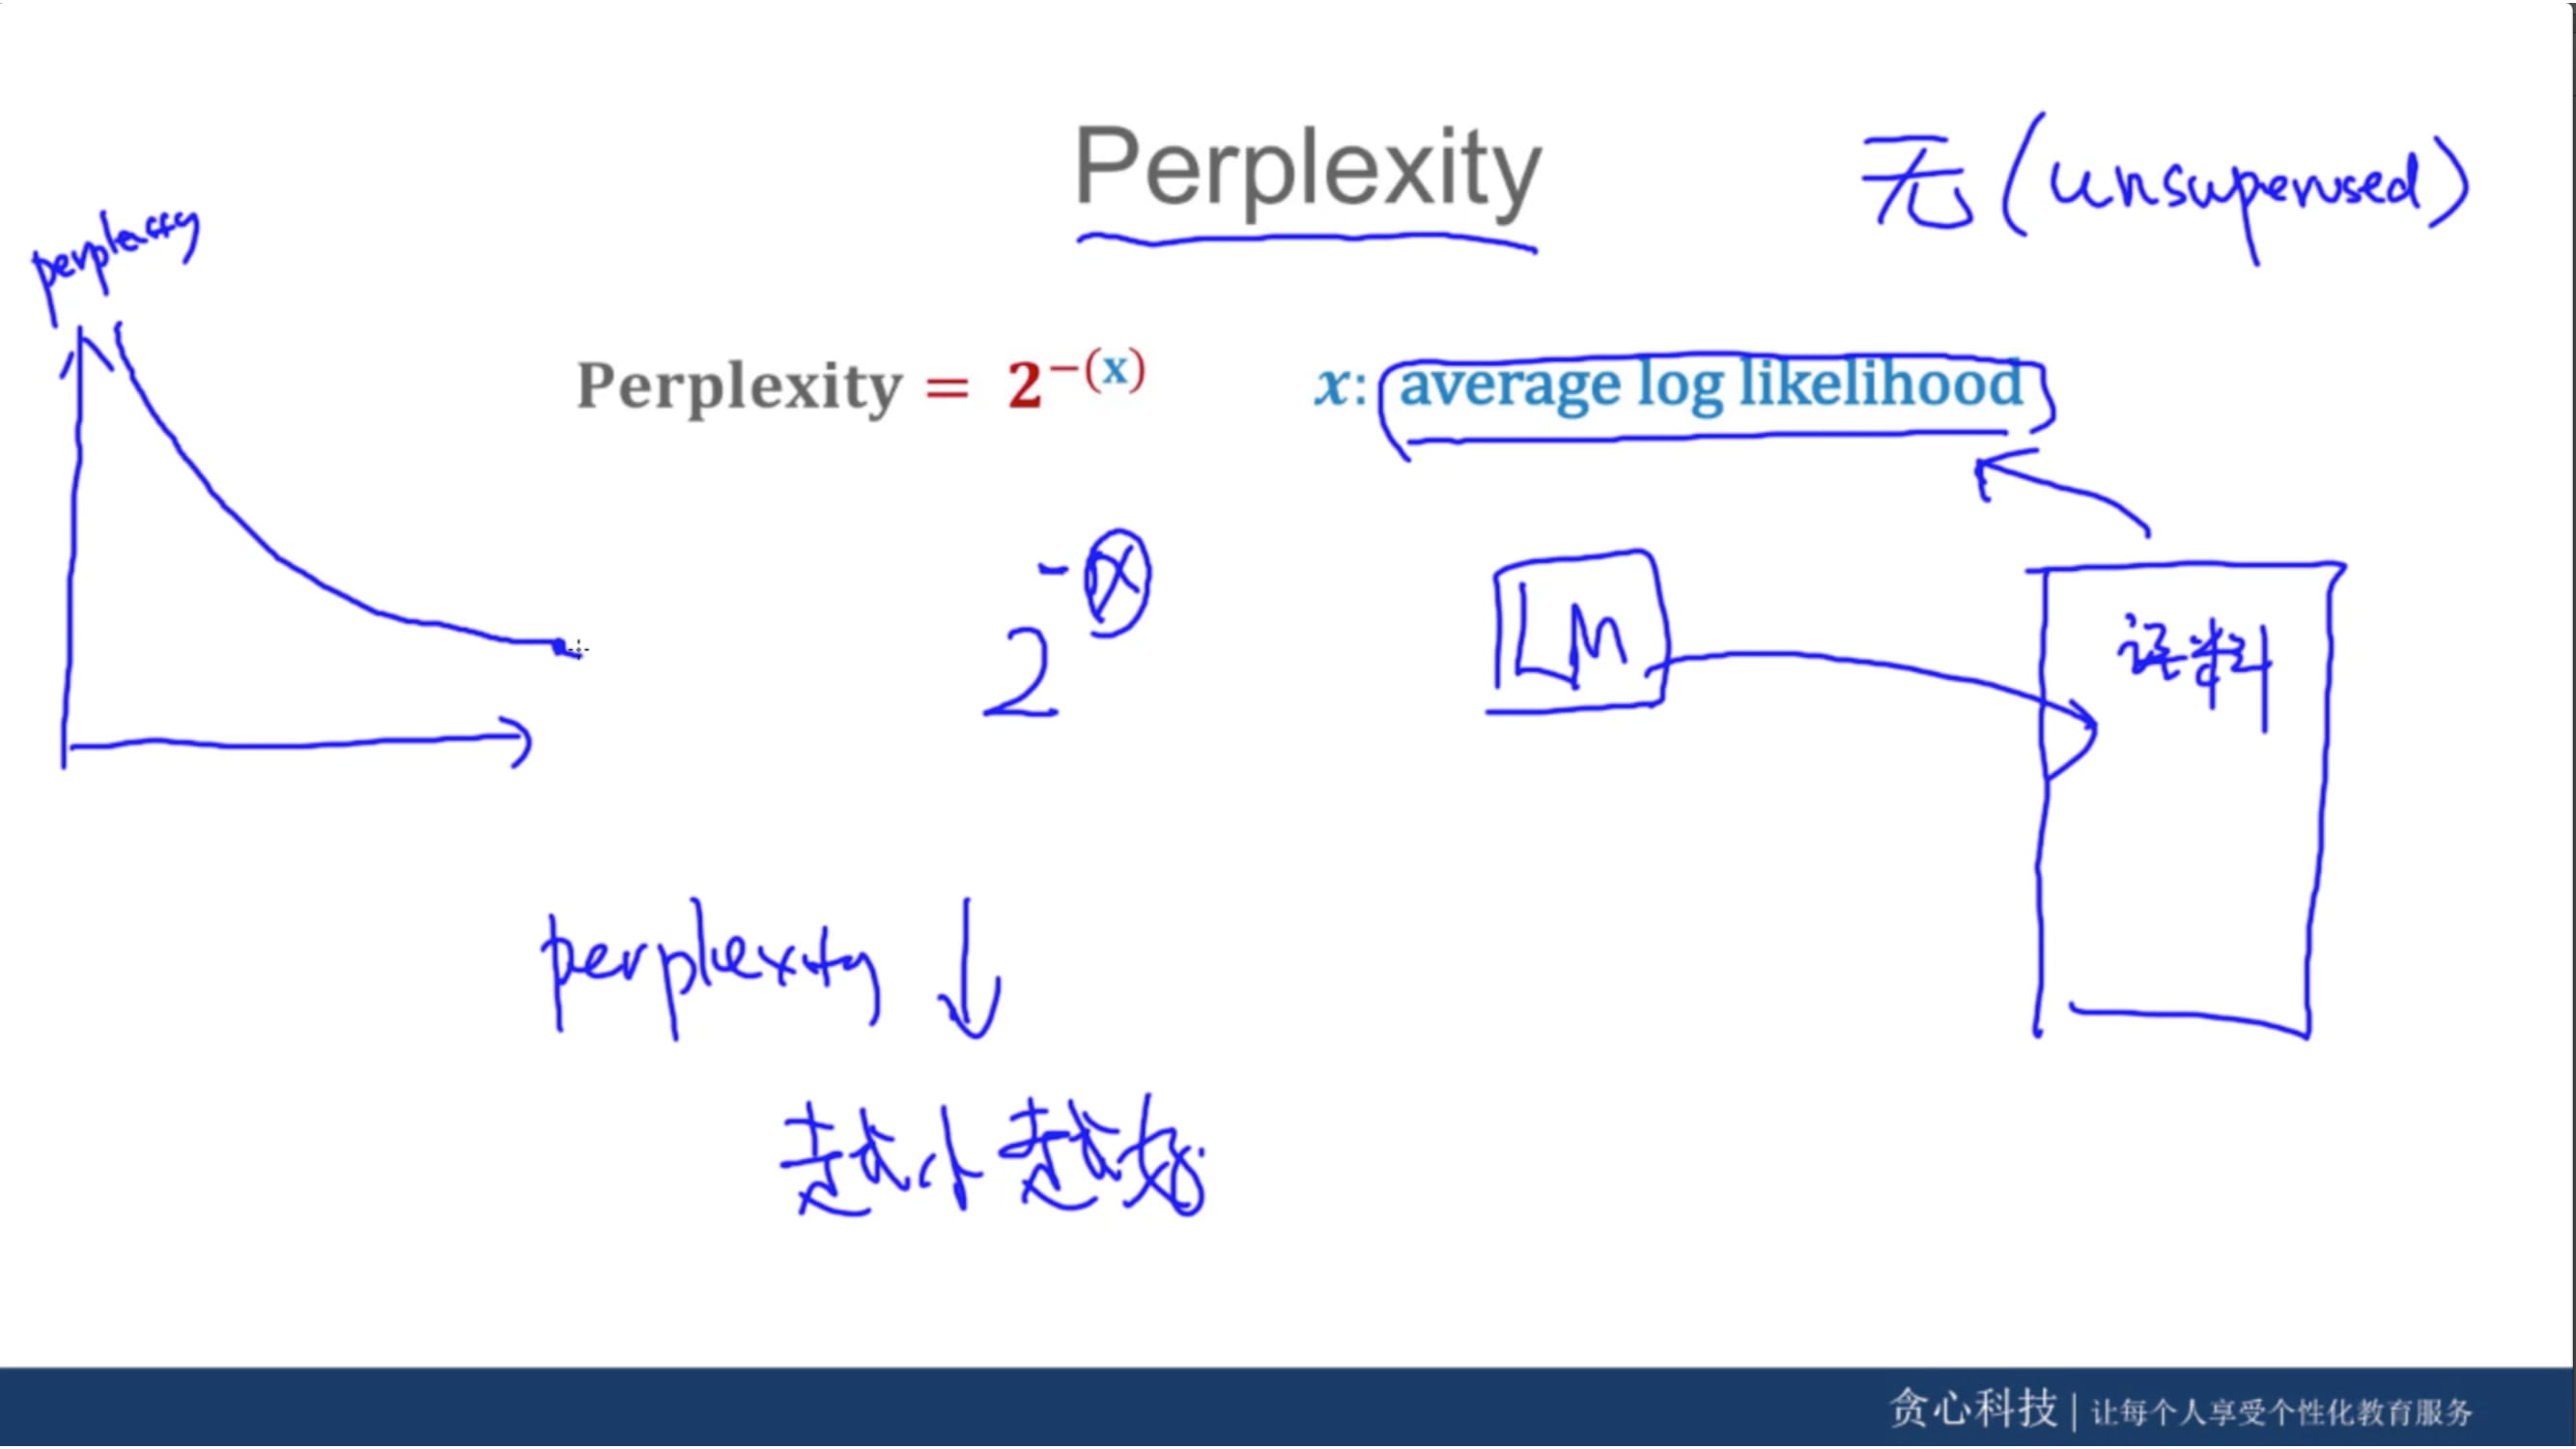 Perplexity
无(unsupervised)
perplexity
Perplexity = 2^-(x)
x: average log likelihood
2^-x
LM
语料
perplexity ↓
越小越好
贪心科技 | 让每个人享受个性化教育服务